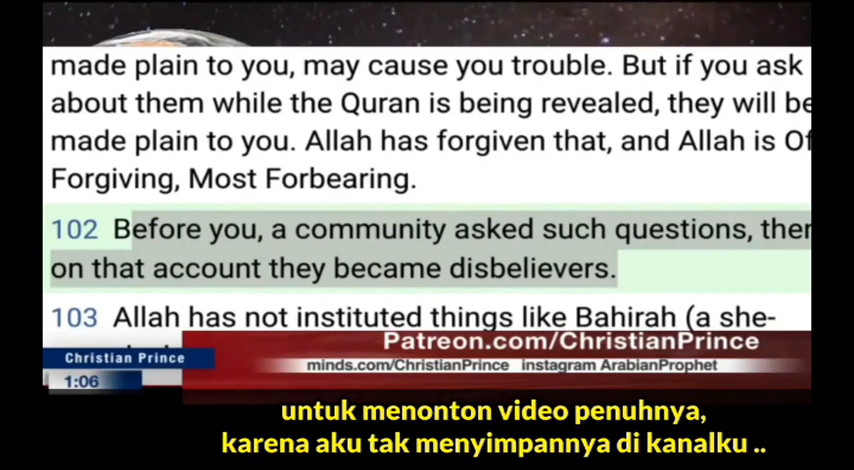 made plain to you, may cause you trouble. But if you ask
about them while the Quran is being revealed, they will be
made plain to you. Allah has forgiven that, and Allah is Of
Forgiving, Most Forbearing.
102 Before you, a community asked such questions, then
on that account they became disbelievers.
103 Allah has not instituted things like Bahirah (a she-
Patreon.com/ChristianPrince
Christian Prince
minds.com/ChristianPrince instagram ArabianProphet
1:06
untuk menonton video penuhnya,
karena aku tak menyimpannya di kanalku ..